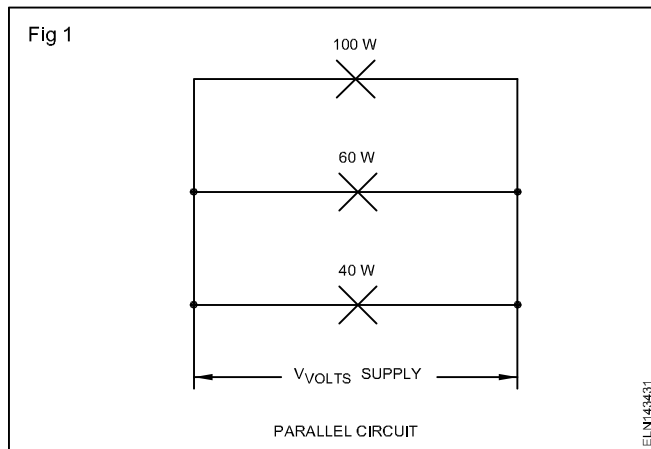 Fig 1
100 W
60 W
40 W
VVOLTS SUPPLY
PARALLEL CIRCUIT
ELN143431